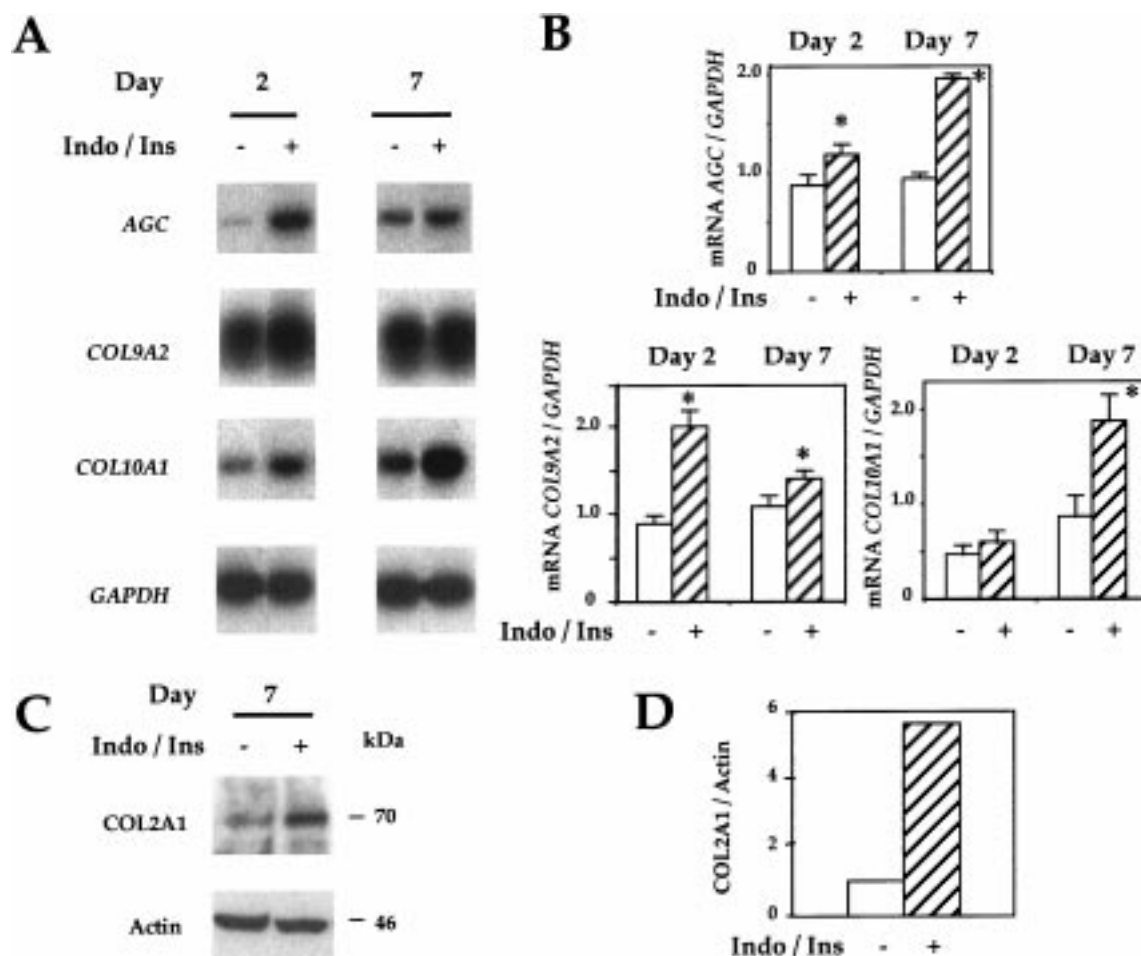 A
Day 2 7
Indo / Ins - + - +
AGC
COL9A2
COL10A1
GAPDH
B
Day 2 Day 7
mRNA AGC / GAPDH
2.0
1.0
.0
* *
Indo / Ins - + - +
Day 2 Day 7
mRNA COL9A2 / GAPDH
2.0
1.0
0
* *
Indo / Ins - + - +
Day 2 Day 7
mRNA COL10A1 / GAPDH
2.0
1.0
0
*
- + - +
C
Day 7
Indo / Ins - + kDa
COL2A1 – 70
Actin – 46
D
COL2A1 / Actin
6
4
2
0
Indo / Ins - +